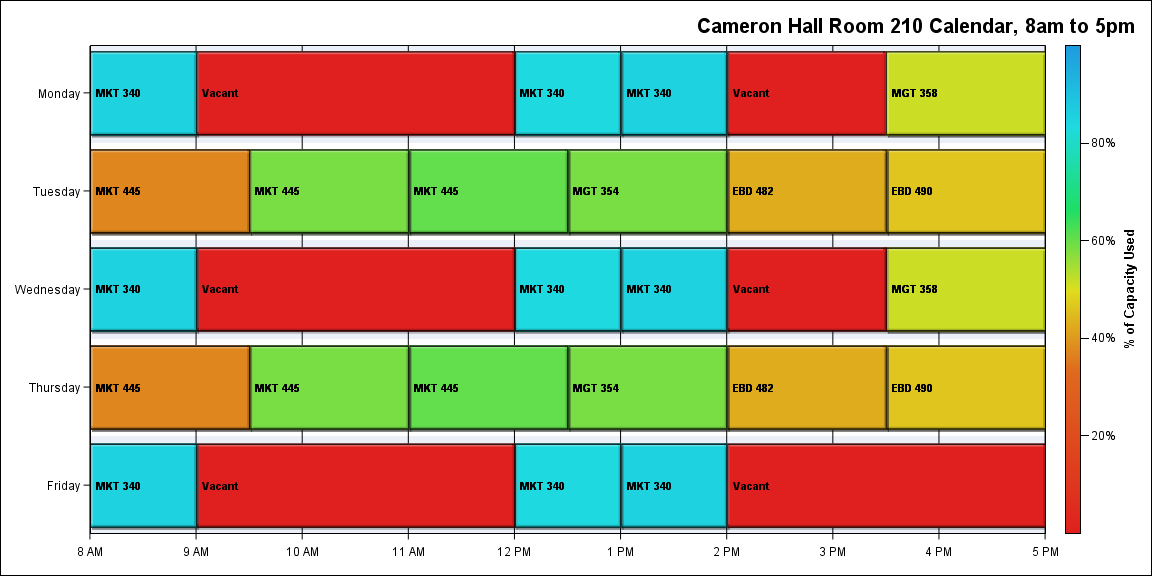 Cameron Hall Room 210 Calendar, 8am to 5pm
Monday
MKT 340
Vacant
MKT 340
MKT 340
Vacant
MGT 358
Tuesday
MKT 445
MKT 445
MKT 445
MGT 354
EBD 482
EBD 490
Wednesday
MKT 340
Vacant
MKT 340
MKT 340
Vacant
MGT 358
Thursday
MKT 445
MKT 445
MKT 445
MGT 354
EBD 482
EBD 490
Friday
MKT 340
Vacant
MKT 340
MKT 340
Vacant
8 AM
9 AM
10 AM
11 AM
12 PM
1 PM
2 PM
3 PM
4 PM
5 PM
80%
60%
40%
20%
% of Capacity Used